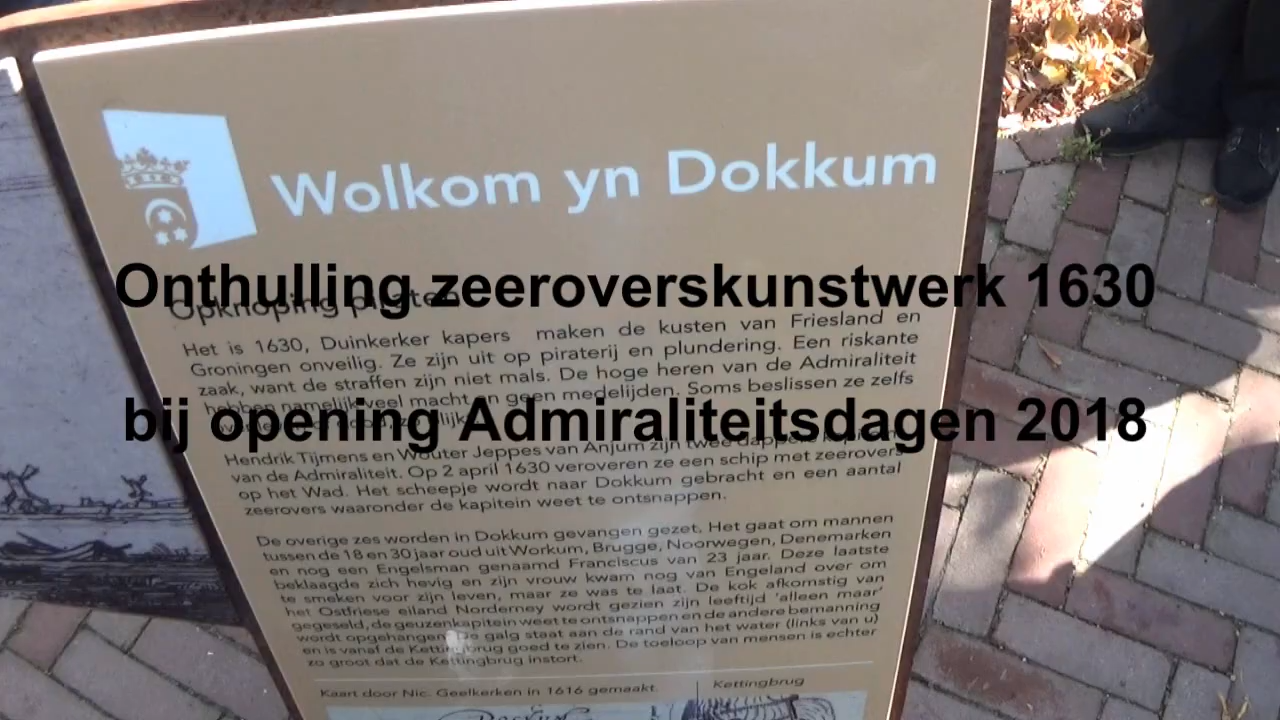 Wolkom yn Dokkum
Onthulling zeeroverskunstwerk 1630
Opknoping piraten
Het is 1630, Duinkerker kapers maken de kusten van Friesland en
Groningen onveilig. Ze zijn uit op piraterij en plundering. Een riskante
zaak, want de straffen zijn niet mals. De hoge heren van de Admiraliteit
hebben namelijk veel macht en geen medelijden. Soms beslissen ze zelfs
bij opening Admiraliteitsdagen 2018
Hendrik Tijmens en Wouter Jeppes van Anjum zijn twee dappere
van de Admiraliteit. Op 2 april 1630 veroveren ze een schip met zeerovers
op het Wad. Het scheepje wordt naar Dokkum gebracht en een aantal
zeerovers waaronder de kapitein weet te ontsnappen.
De overige zes worden in Dokkum gevangen gezet. Het gaat om mannen
tussen de 18 en 30 jaar oud uit Workum, Brugge, Noorwegen, Denemarken
en nog een Engelsman genaamd Franciscus van 23 jaar. Deze laatste
beklaagde zich hevig en zijn vrouw kwam nog van Engeland over om
te smeken voor zijn leven, maar ze was te laat. De kok afkomstig van
het Ostfriese eiland Norderney wordt gezien zijn leeftijd 'alleen maar'
gegeseld, de geuzenkapitein weet te ontsnappen en de andere bemanning
wordt opgehangen. De galg staat aan de rand van het water (links van u)
en is vanaf de Kettingbrug goed te zien. De toeloop van mensen is echter
zo groot dat de Kettingbrug instort.
Kaart door Nic. Geelkerken in 1616 gemaakt.
Kettingbrug